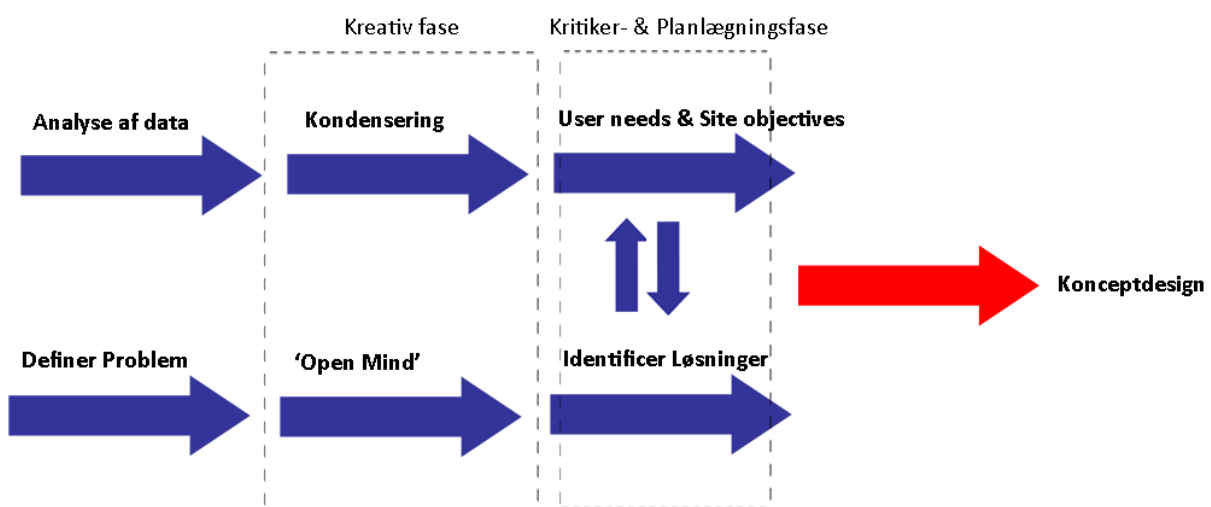 Kreativ fase
Kritiker- & Planlægningsfase
Analyse af data
Kondensering
User needs & Site objectives
Konceptdesign
Definer Problem
‘Open Mind’
Identificer Løsninger